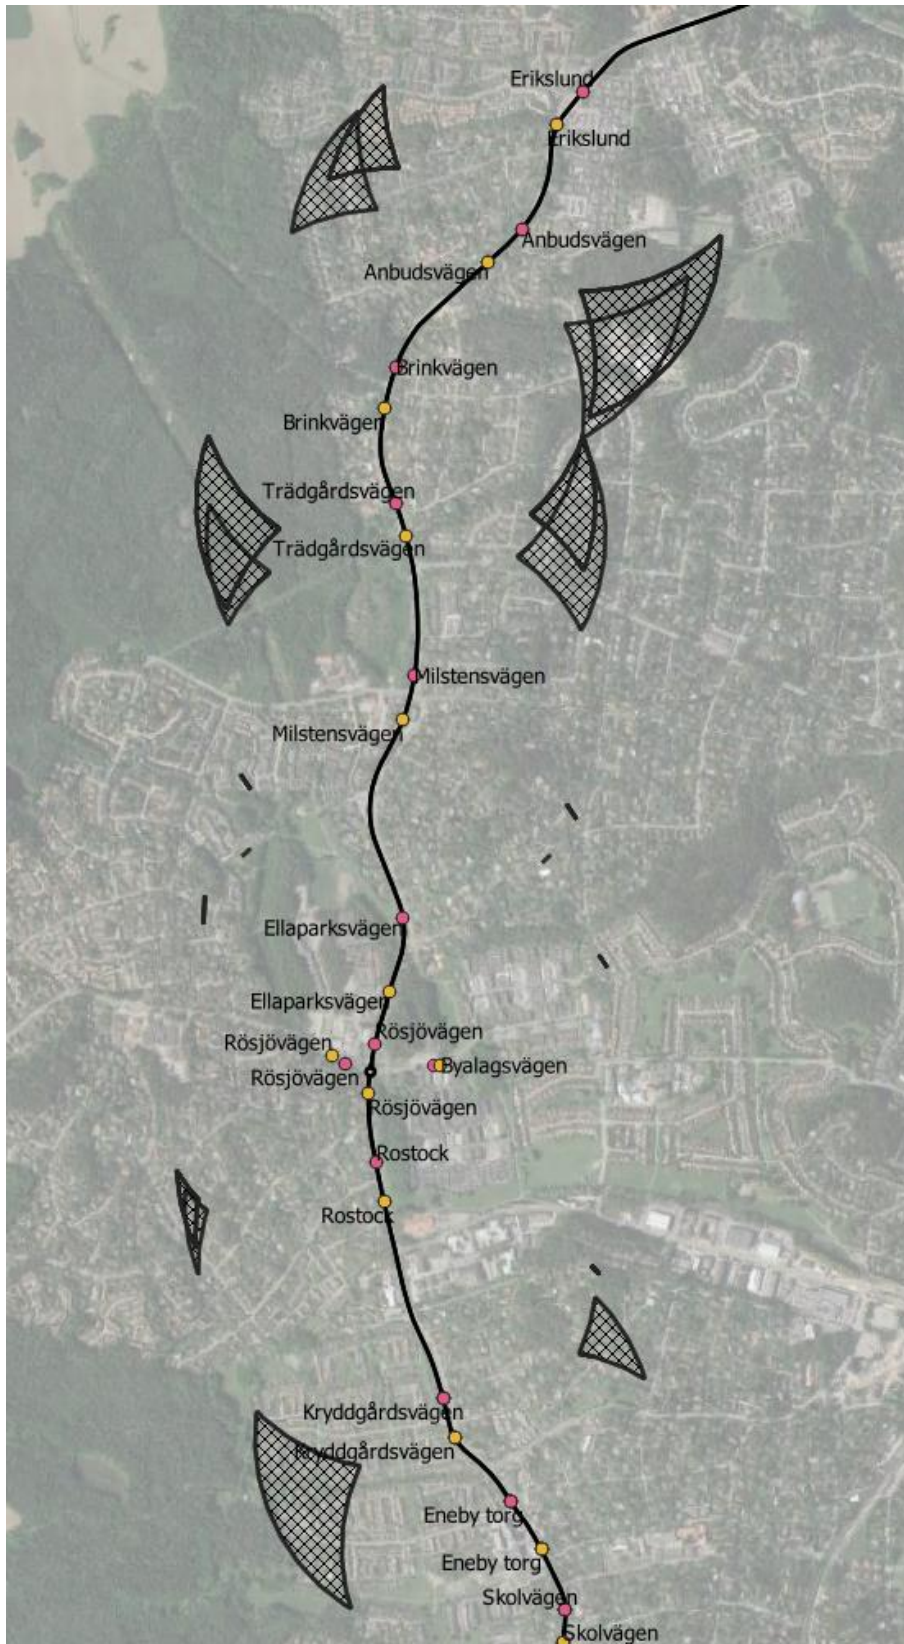 Erikslund
Erikslund
Anbudsvägen
Anbudsvägen
Brinkvägen
Brinkvägen
Trädgårdsvägen
Trädgårdsvägen
Milstensvägen
Milstensvägen
Ellaparksvägen
Ellaparksvägen
Rösjövägen
Rösjövägen
Byalagsvägen
Rösjövägen
Rösjövägen
Rostock
Rostock
Kryddgårdsvägen
Kryddgårdsvägen
Eneby torg
Eneby torg
Skolvägen
Skolvägen